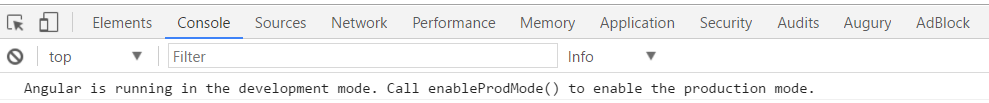 Elements Console Sources Network Performance Memory Application Security Audits Augury AdBlock
top Filter Info
Angular is running in the development mode. Call enableProdMode() to enable the production mode.